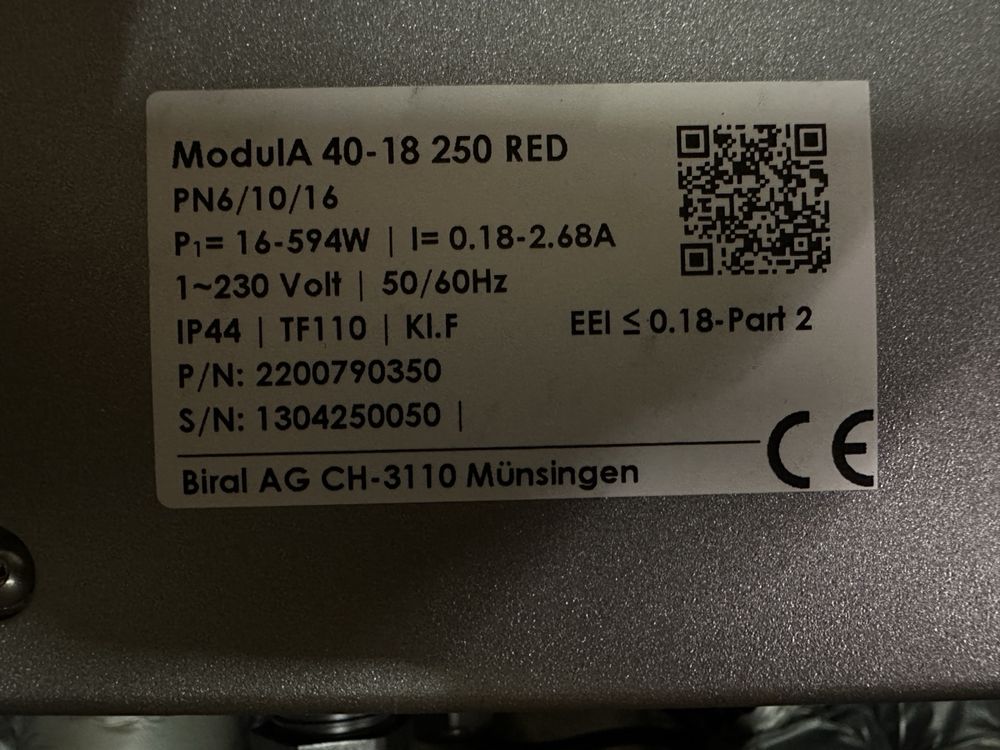 ModulA 40-18 250 RED
PN6/10/16
P₁= 16-594W | I= 0.18-2.68A
1~230 Volt | 50/60Hz
IP44 | TF110 | Kl.F EEI ≤ 0.18-Part 2
P/N: 2200790350
S/N: 1304250050 |
Biral AG CH-3110 Münsingen
CE